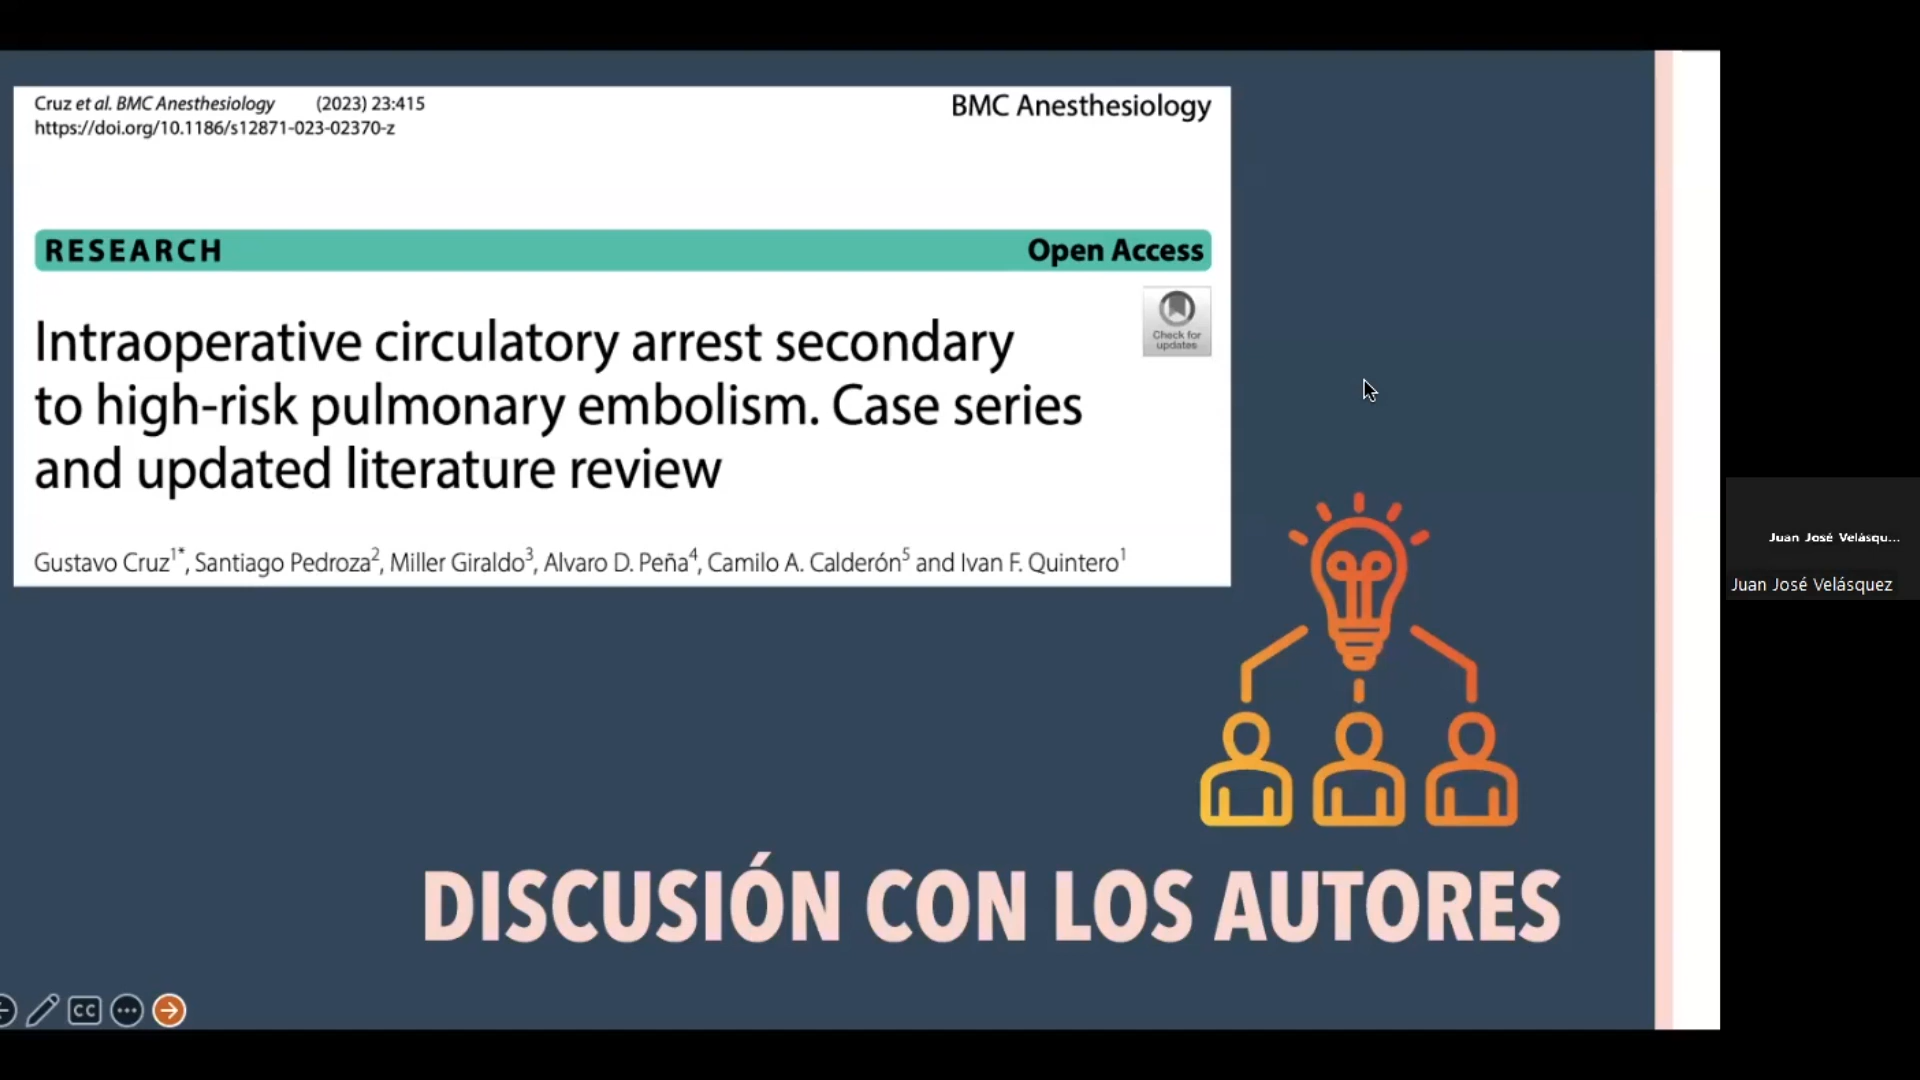 Cruz et al. BMC Anesthesiology (2023) 23:415
https://doi.org/10.1186/s12871-023-02370-z
BMC Anesthesiology
RESEARCH
Open Access
Check for
updates
Intraoperative circulatory arrest secondary
to high-risk pulmonary embolism. Case series
and updated literature review
Gustavo Cruz1*, Santiago Pedroza2, Miller Giraldo3, Alvaro D. Peña4, Camilo A. Calderón5 and Ivan F. Quintero1
Juan José Velásqu...
Juan José Velásquez
DISCUSIÓN CON LOS AUTORES
CC